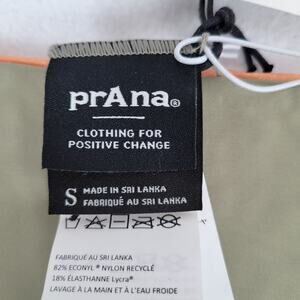 prAna®
CLOTHING FOR
POSITIVE CHANGE
S MADE IN SRI LANKA
FABRIQUÉ AU SRI LANKA
FABRIQUÉ AU SRI LANKA
82% ECONYL® NYLON RECYCLÉ
18% ÉLASTHANNE Lycra®
LAVAGE À LA MAIN ET À L'EAU FROIDE